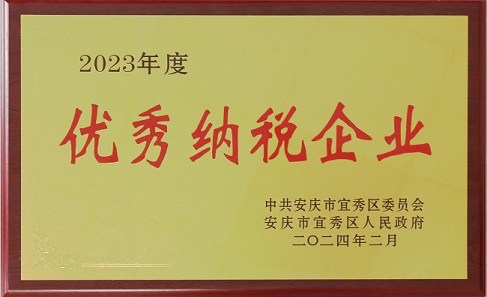 2023年度
优秀纳税企业
中共安庆市宜秀区委员会
安庆市宜秀区人民政府
二〇二四年二月